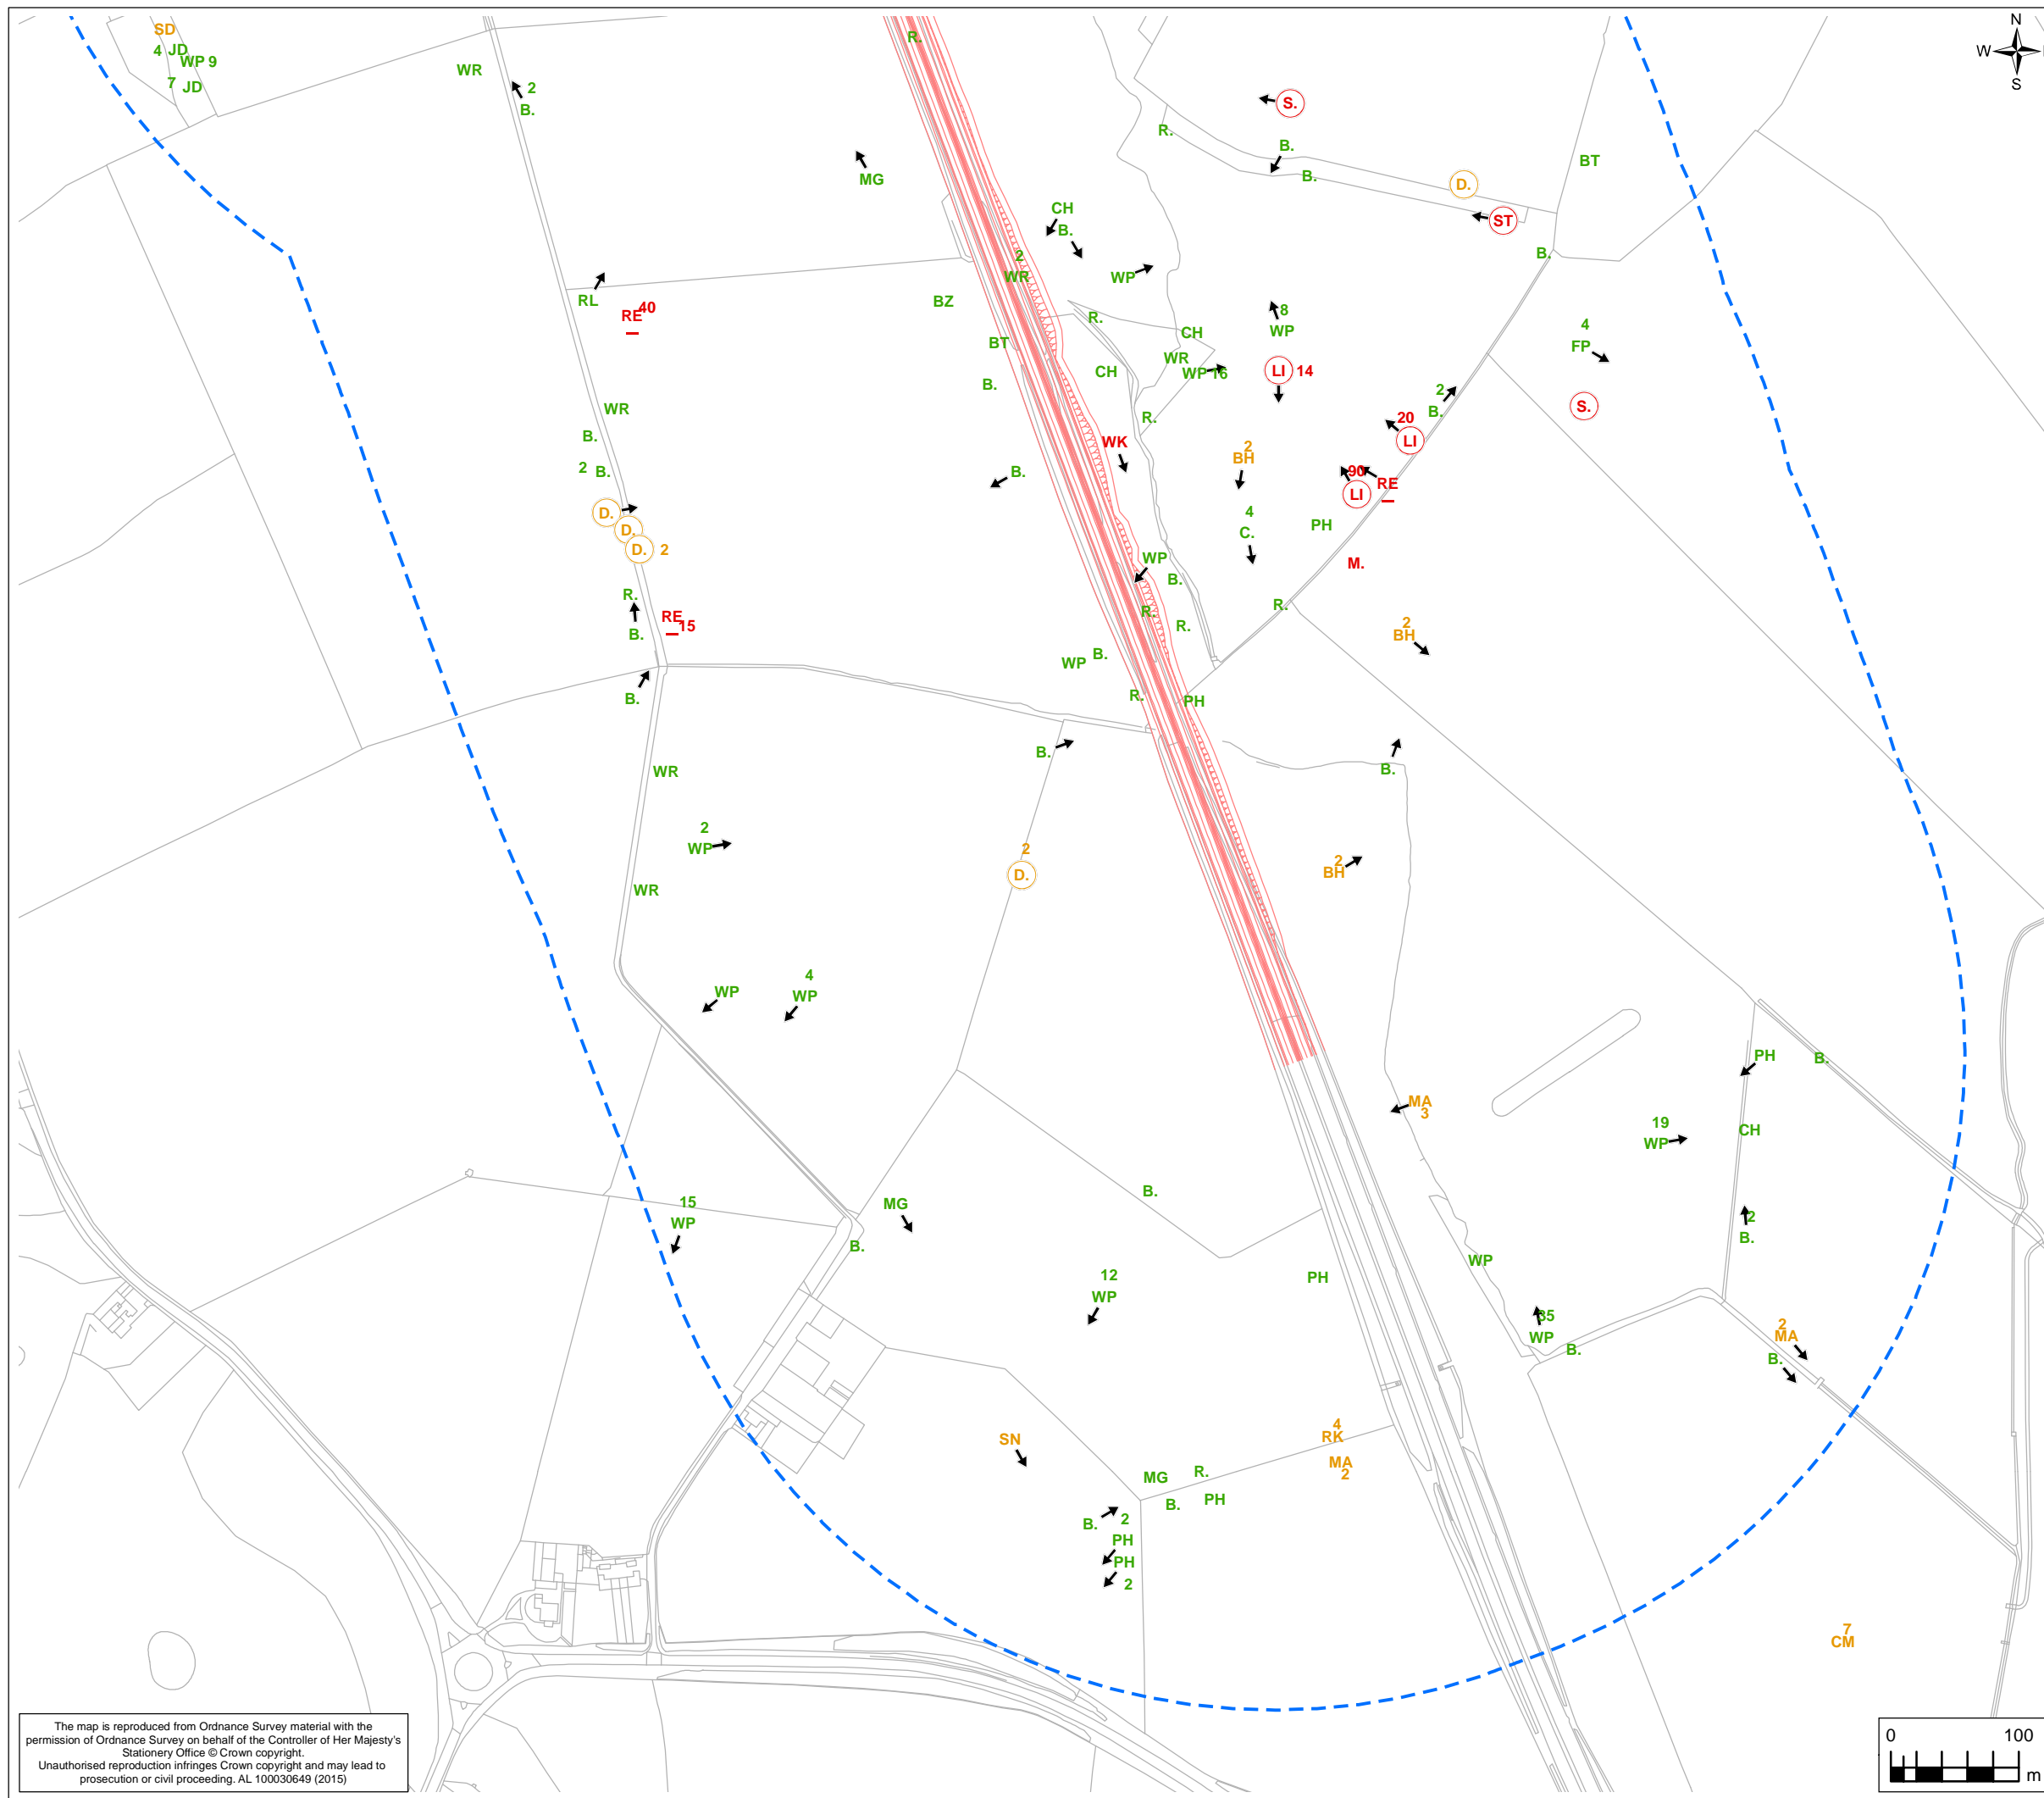 N
W
S
SD
4 JD
WP 9
7 JD
WR
2
B.
R.
MG
S.
R.
B.
B.
BT
D.
ST
B.
CH
B.
2
WR
WP
RL
RE 40
BZ
BT
B.
R.
CH
CH
WR
WP 16
8
WP
LI 14
4
FP
S.
2
B.
20
LI
R.
WR
B.
2 B.
WK
B.
2
BH
90
LI
RE
D.
D.
D. 2
4
C.
PH
M.
WP
B.
R.
B.
RE 15
R.
R.
R.
2
BH
WP
B.
B.
R.
PH
B.
B.
WR
2
WP
WR
2
D.
2
BH
WP
4
WP
PH
B.
MA
3
19
WP
CH
B.
15
WP
MG
B.
2
B.
WP
12
WP
PH
35
WP
B.
2
MA
B.
SN
4
RK
MA
2
MG
R.
B.
PH
B.
2
PH
PH
2
7
CM
The map is reproduced from Ordnance Survey material with the
permission of Ordnance Survey on behalf of the Controller of Her Majesty's
Stationery Office © Crown copyright.
Unauthorised reproduction infringes Crown copyright and may lead to
prosecution or civil proceeding. AL 100030649 (2015)
0 100
m